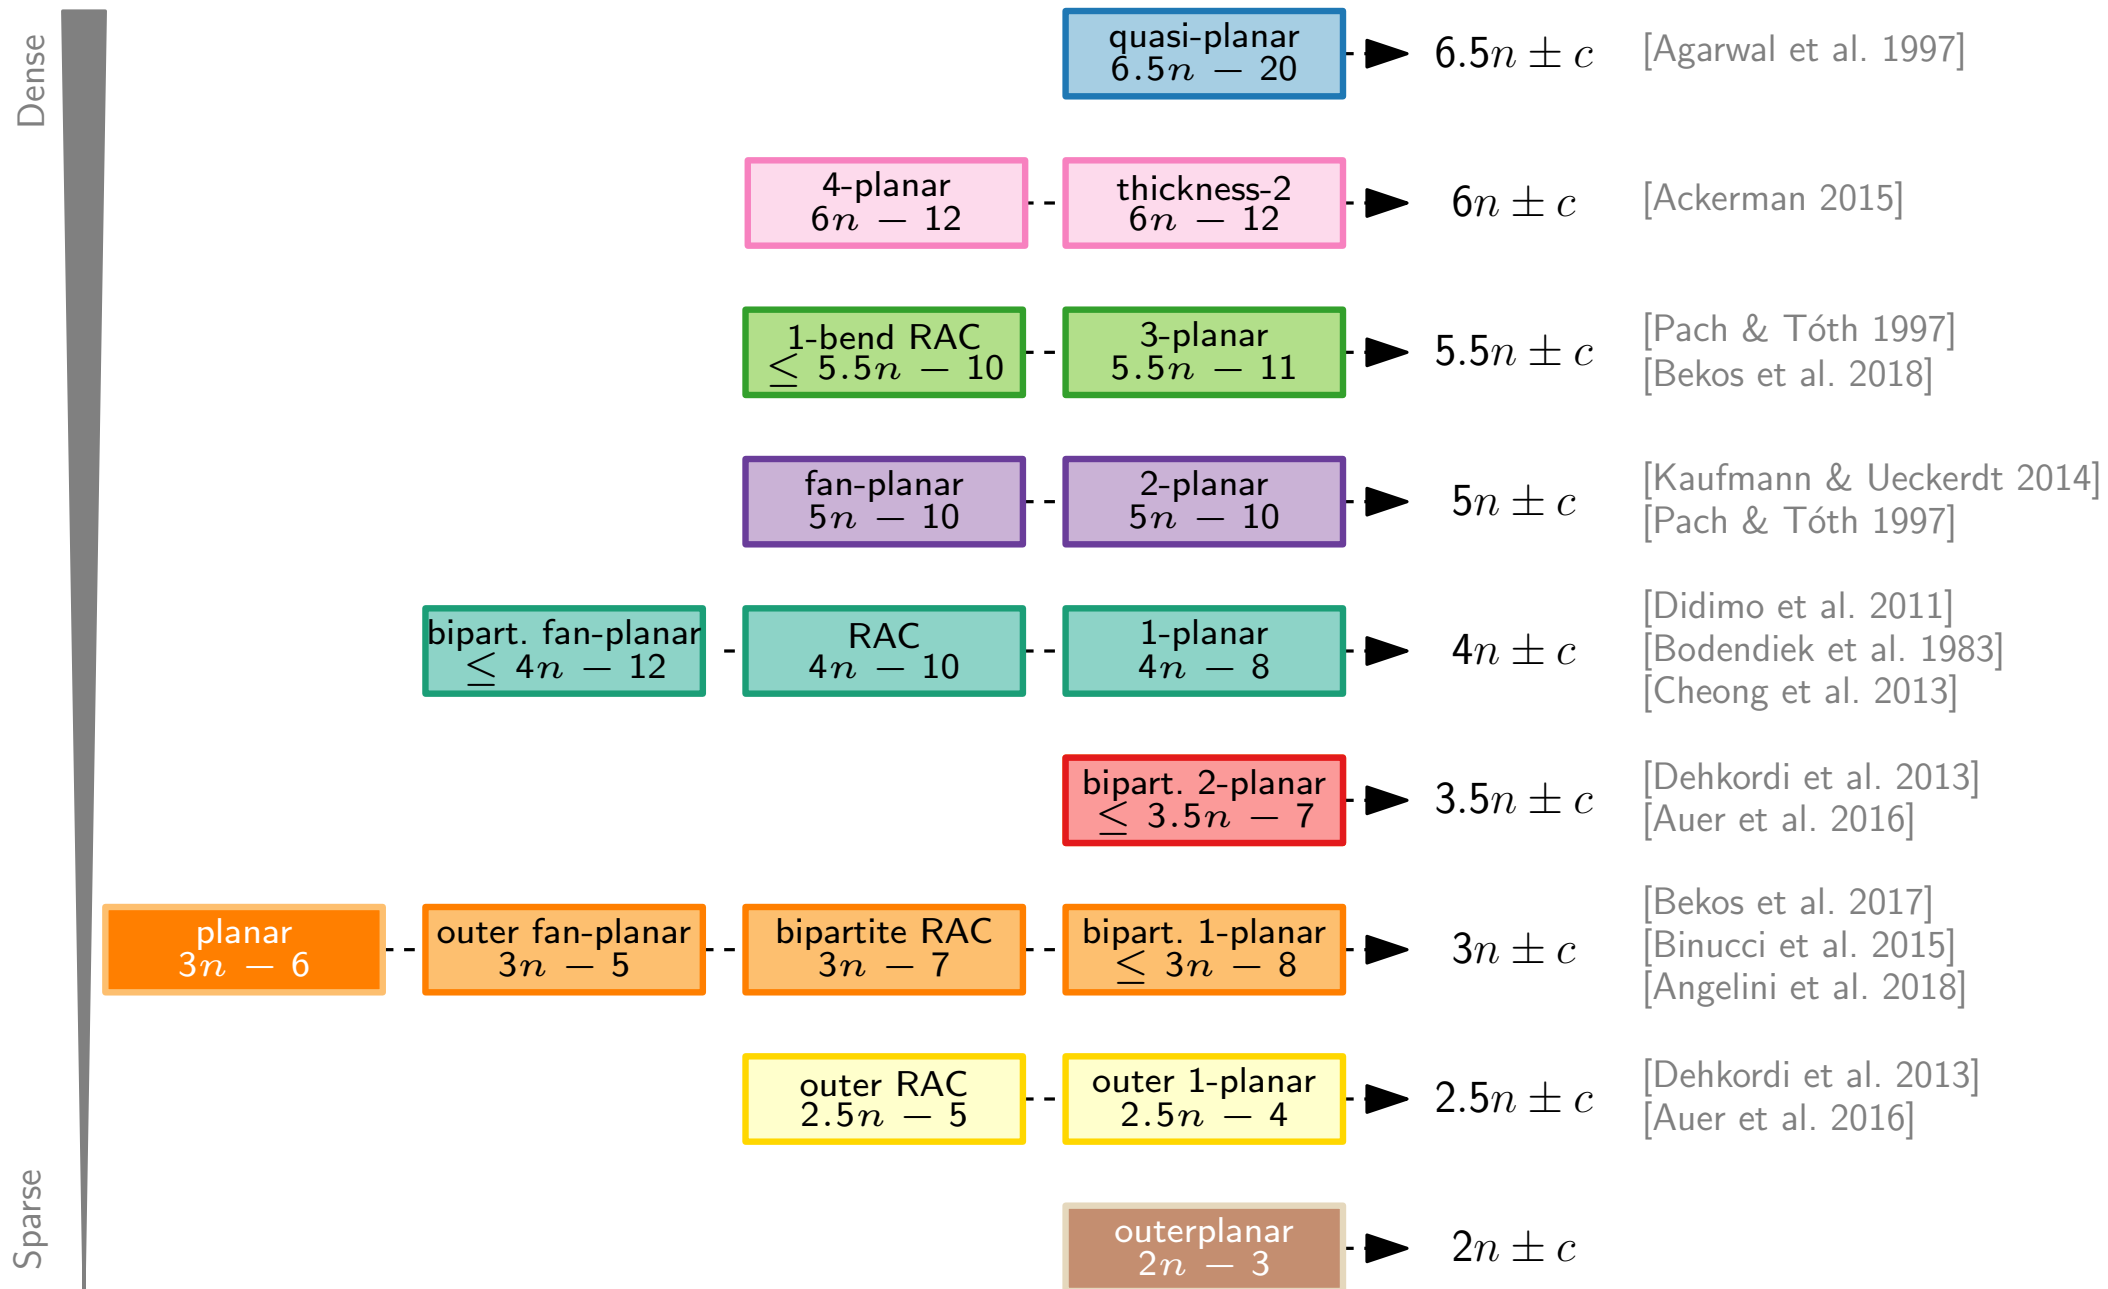 Dense
quasi-planar
6.5n − 20
6.5n ± c
[Agarwal et al. 1997]
4-planar
6n − 12
thickness-2
6n − 12
6n ± c
[Ackerman 2015]
1-bend RAC
≤ 5.5n − 10
3-planar
5.5n − 11
5.5n ± c
[Pach & Tóth 1997]
[Bekos et al. 2018]
fan-planar
5n − 10
2-planar
5n − 10
5n ± c
[Kaufmann & Ueckerdt 2014]
[Pach & Tóth 1997]
bipart. fan-planar
≤ 4n − 12
RAC
4n − 10
1-planar
4n − 8
4n ± c
[Didimo et al. 2011]
[Bodendiek et al. 1983]
[Cheong et al. 2013]
bipart. 2-planar
≤ 3.5n − 7
3.5n ± c
[Dehkordi et al. 2013]
[Auer et al. 2016]
planar
3n − 6
outer fan-planar
3n − 5
bipartite RAC
3n − 7
bipart. 1-planar
≤ 3n − 8
3n ± c
[Bekos et al. 2017]
[Binucci et al. 2015]
[Angelini et al. 2018]
outer RAC
2.5n − 5
outer 1-planar
2.5n − 4
2.5n ± c
[Dehkordi et al. 2013]
[Auer et al. 2016]
Sparse
outerplanar
2n − 3
2n ± c